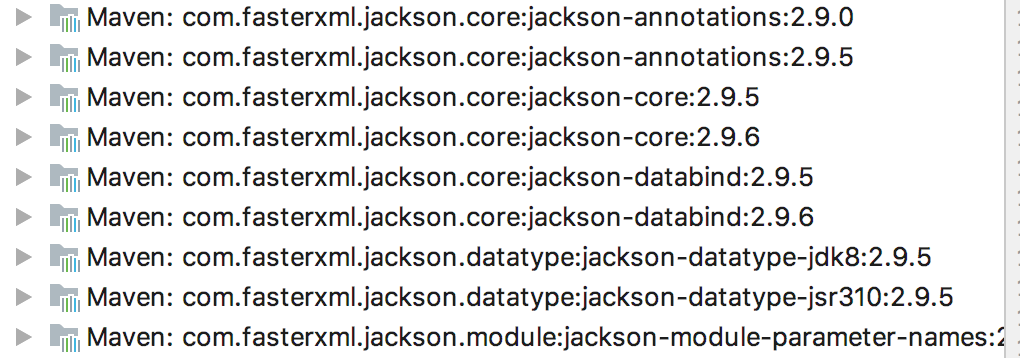 Maven: com.fasterxml.jackson.core:jackson-annotations:2.9.0
Maven: com.fasterxml.jackson.core:jackson-annotations:2.9.5
Maven: com.fasterxml.jackson.core:jackson-core:2.9.5
Maven: com.fasterxml.jackson.core:jackson-core:2.9.6
Maven: com.fasterxml.jackson.core:jackson-databind:2.9.5
Maven: com.fasterxml.jackson.core:jackson-databind:2.9.6
Maven: com.fasterxml.jackson.datatype:jackson-datatype-jdk8:2.9.5
Maven: com.fasterxml.jackson.datatype:jackson-datatype-jsr310:2.9.5
Maven: com.fasterxml.jackson.module:jackson-module-parameter-names:2